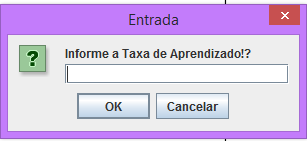 Entrada
Informe a Taxa de Aprendizado!?
OK
Cancelar